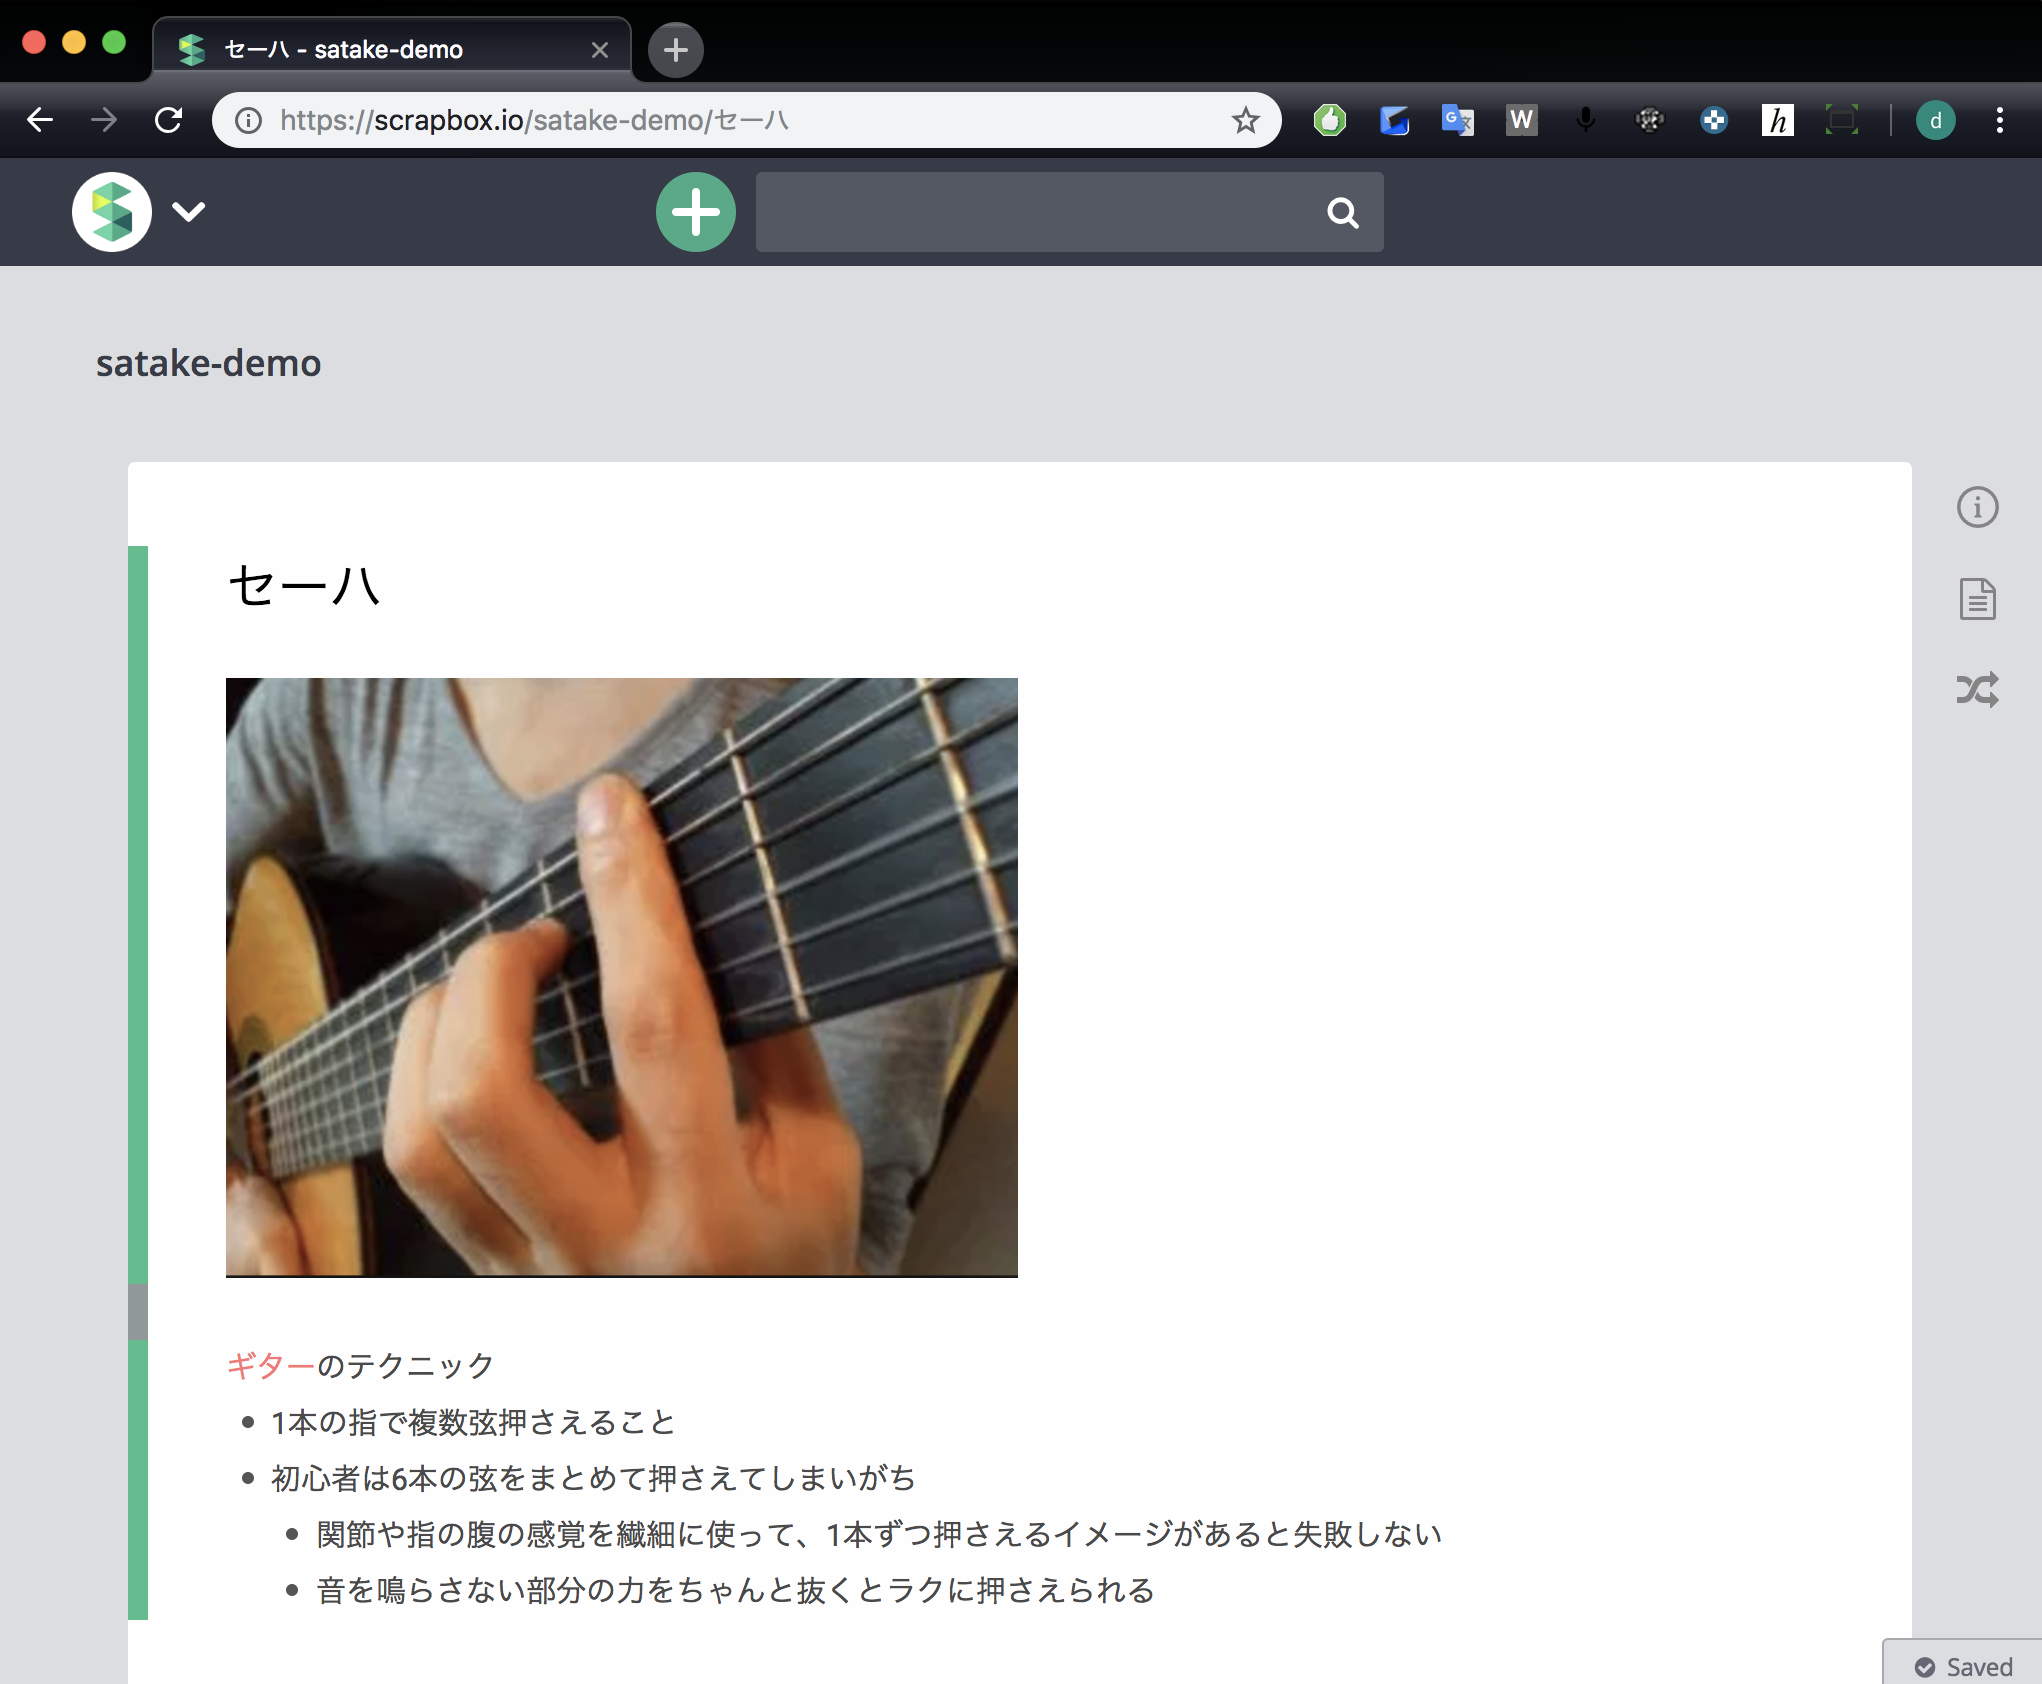 セーハ - satake-demo
https://scrapbox.io/satake-demo/セーハ
W
h
d
satake-demo
セーハ
ギターのテクニック
1本の指で複数弦押さえること
初心者は6本の弦をまとめて押さえてしまいがち
関節や指の腹の感覚を繊細に使って、1本ずつ押さえるイメージがあると失敗しない
音を鳴らさない部分の力をちゃんと抜くとラクに押さえられる
Saved